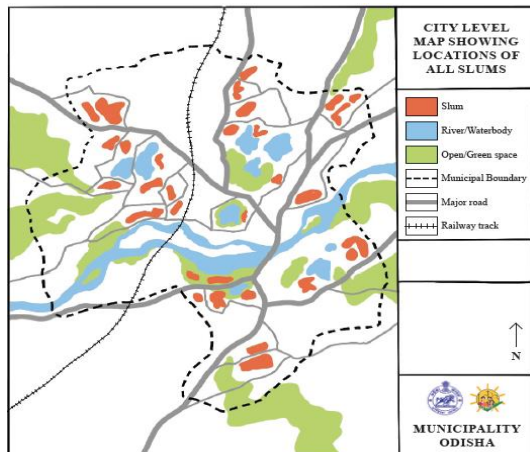 CITY LEVEL
MAP SHOWING
LOCATIONS OF
ALL SLUMS
Slum
River/Waterbody
Open/Green space
Municipal Boundary
Major road
Railway track
N
MUNICIPALITY
ODISHA